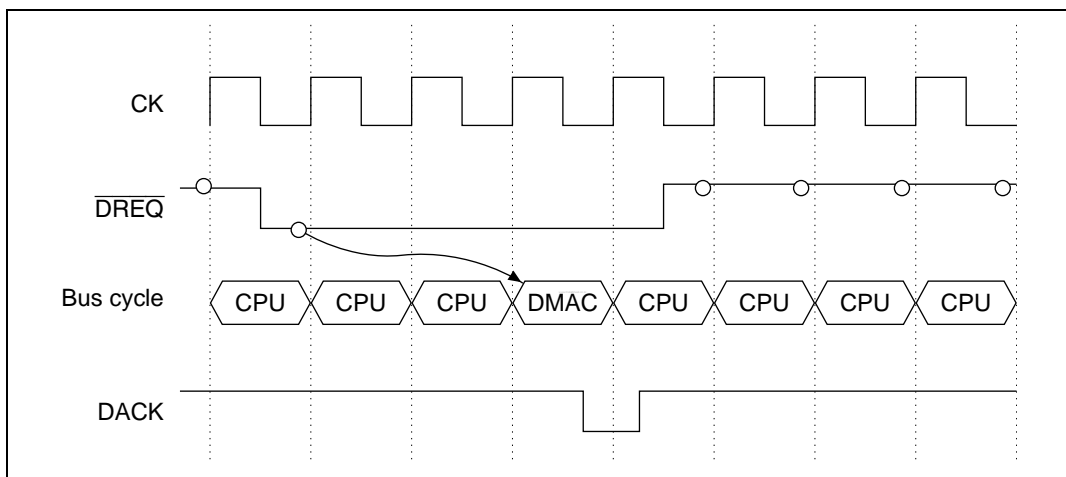 CK
DREQ
Bus cycle
CPU CPU CPU DMAC CPU CPU CPU CPU
DACK